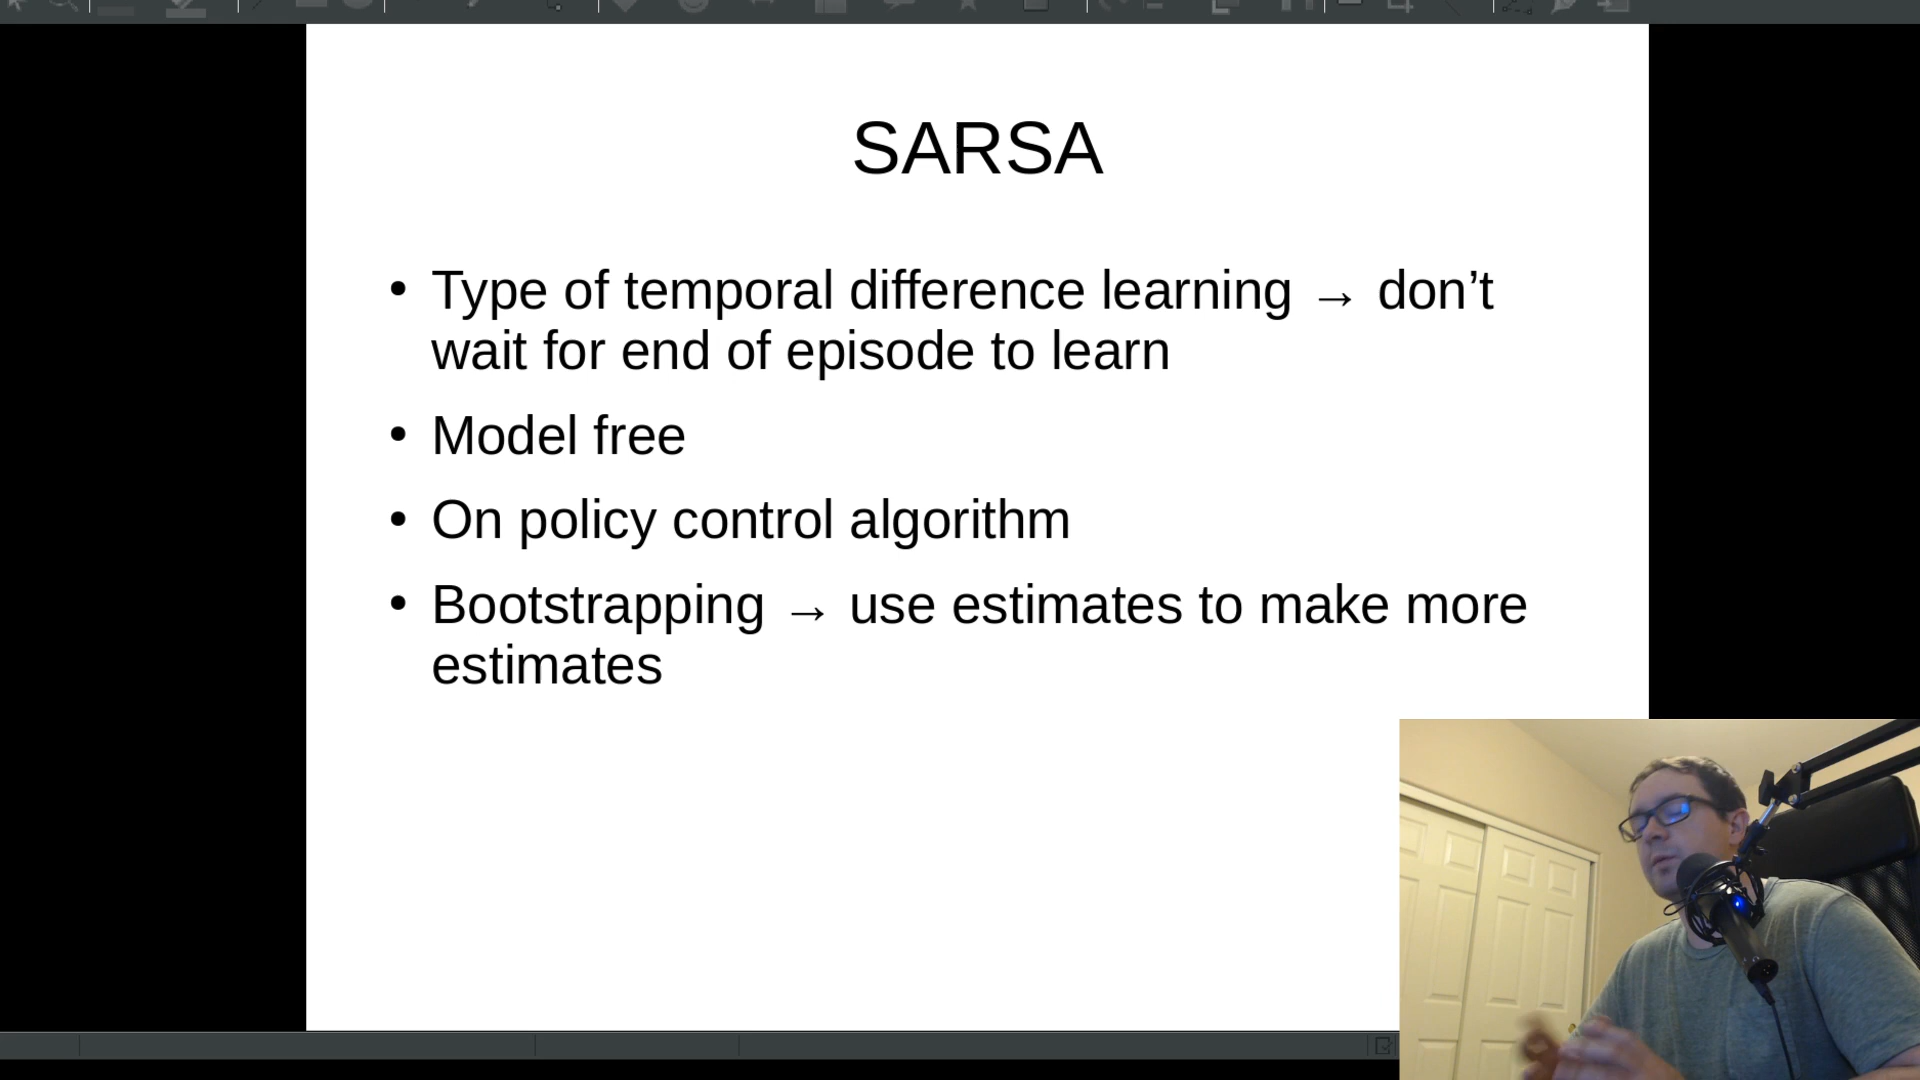 SARSA
• Type of temporal difference learning → don’t
wait for end of episode to learn
• Model free
• On policy control algorithm
• Bootstrapping → use estimates to make more
estimates